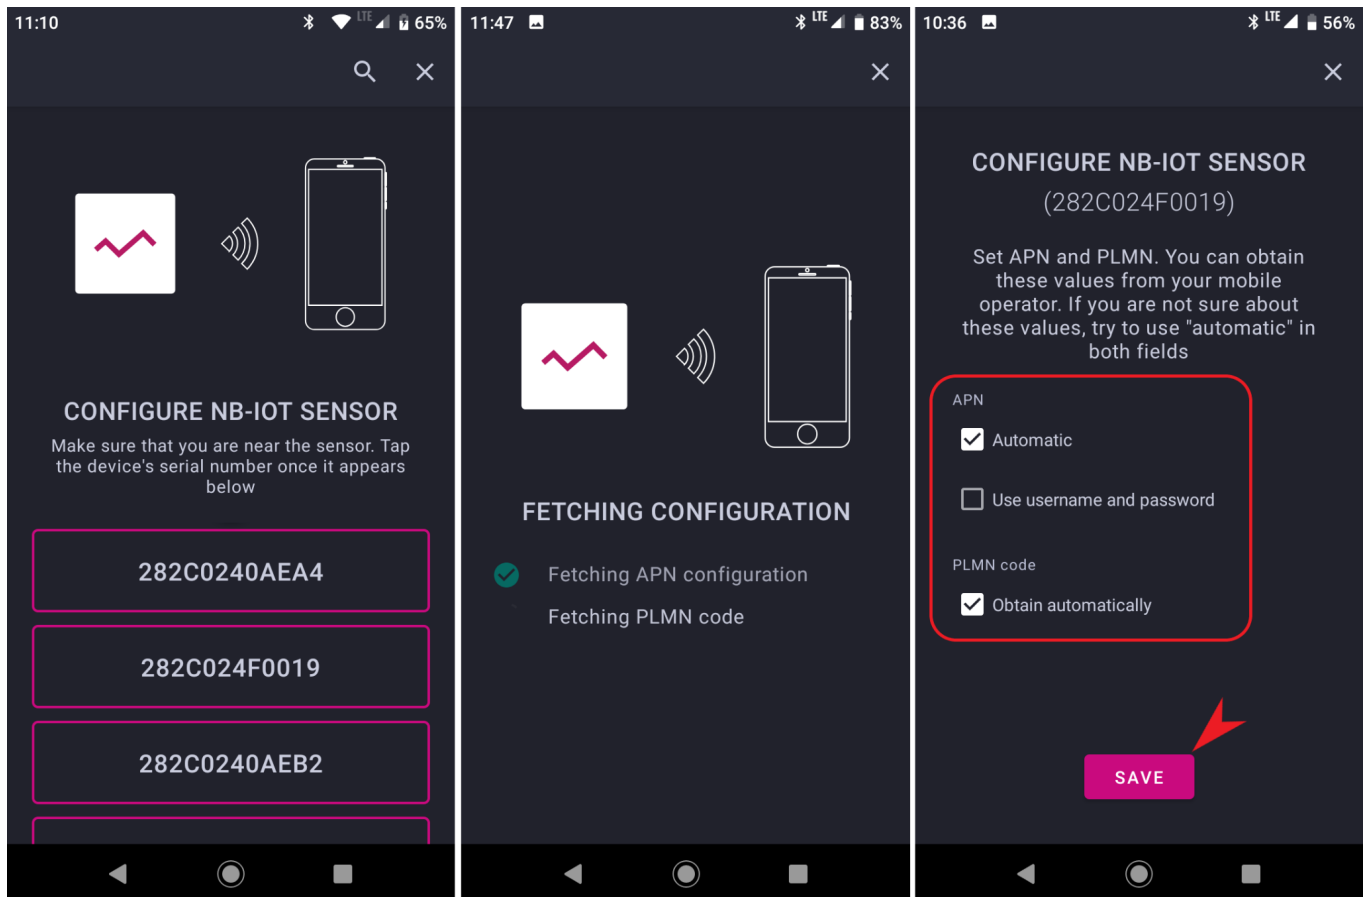 11:10
LTE
65%
CONFIGURE NB-IOT SENSOR
Make sure that you are near the sensor. Tap
the device's serial number once it appears
below
282C0240AEA4
282C024F0019
282C0240AEB2
11:47
LTE
83%
FETCHING CONFIGURATION
Fetching APN configuration
Fetching PLMN code
10:36
LTE
56%
CONFIGURE NB-IOT SENSOR
(282C024F0019)
Set APN and PLMN. You can obtain
these values from your mobile
operator. If you are not sure about
these values, try to use "automatic" in
both fields
APN
Automatic
Use username and password
PLMN code
Obtain automatically
SAVE